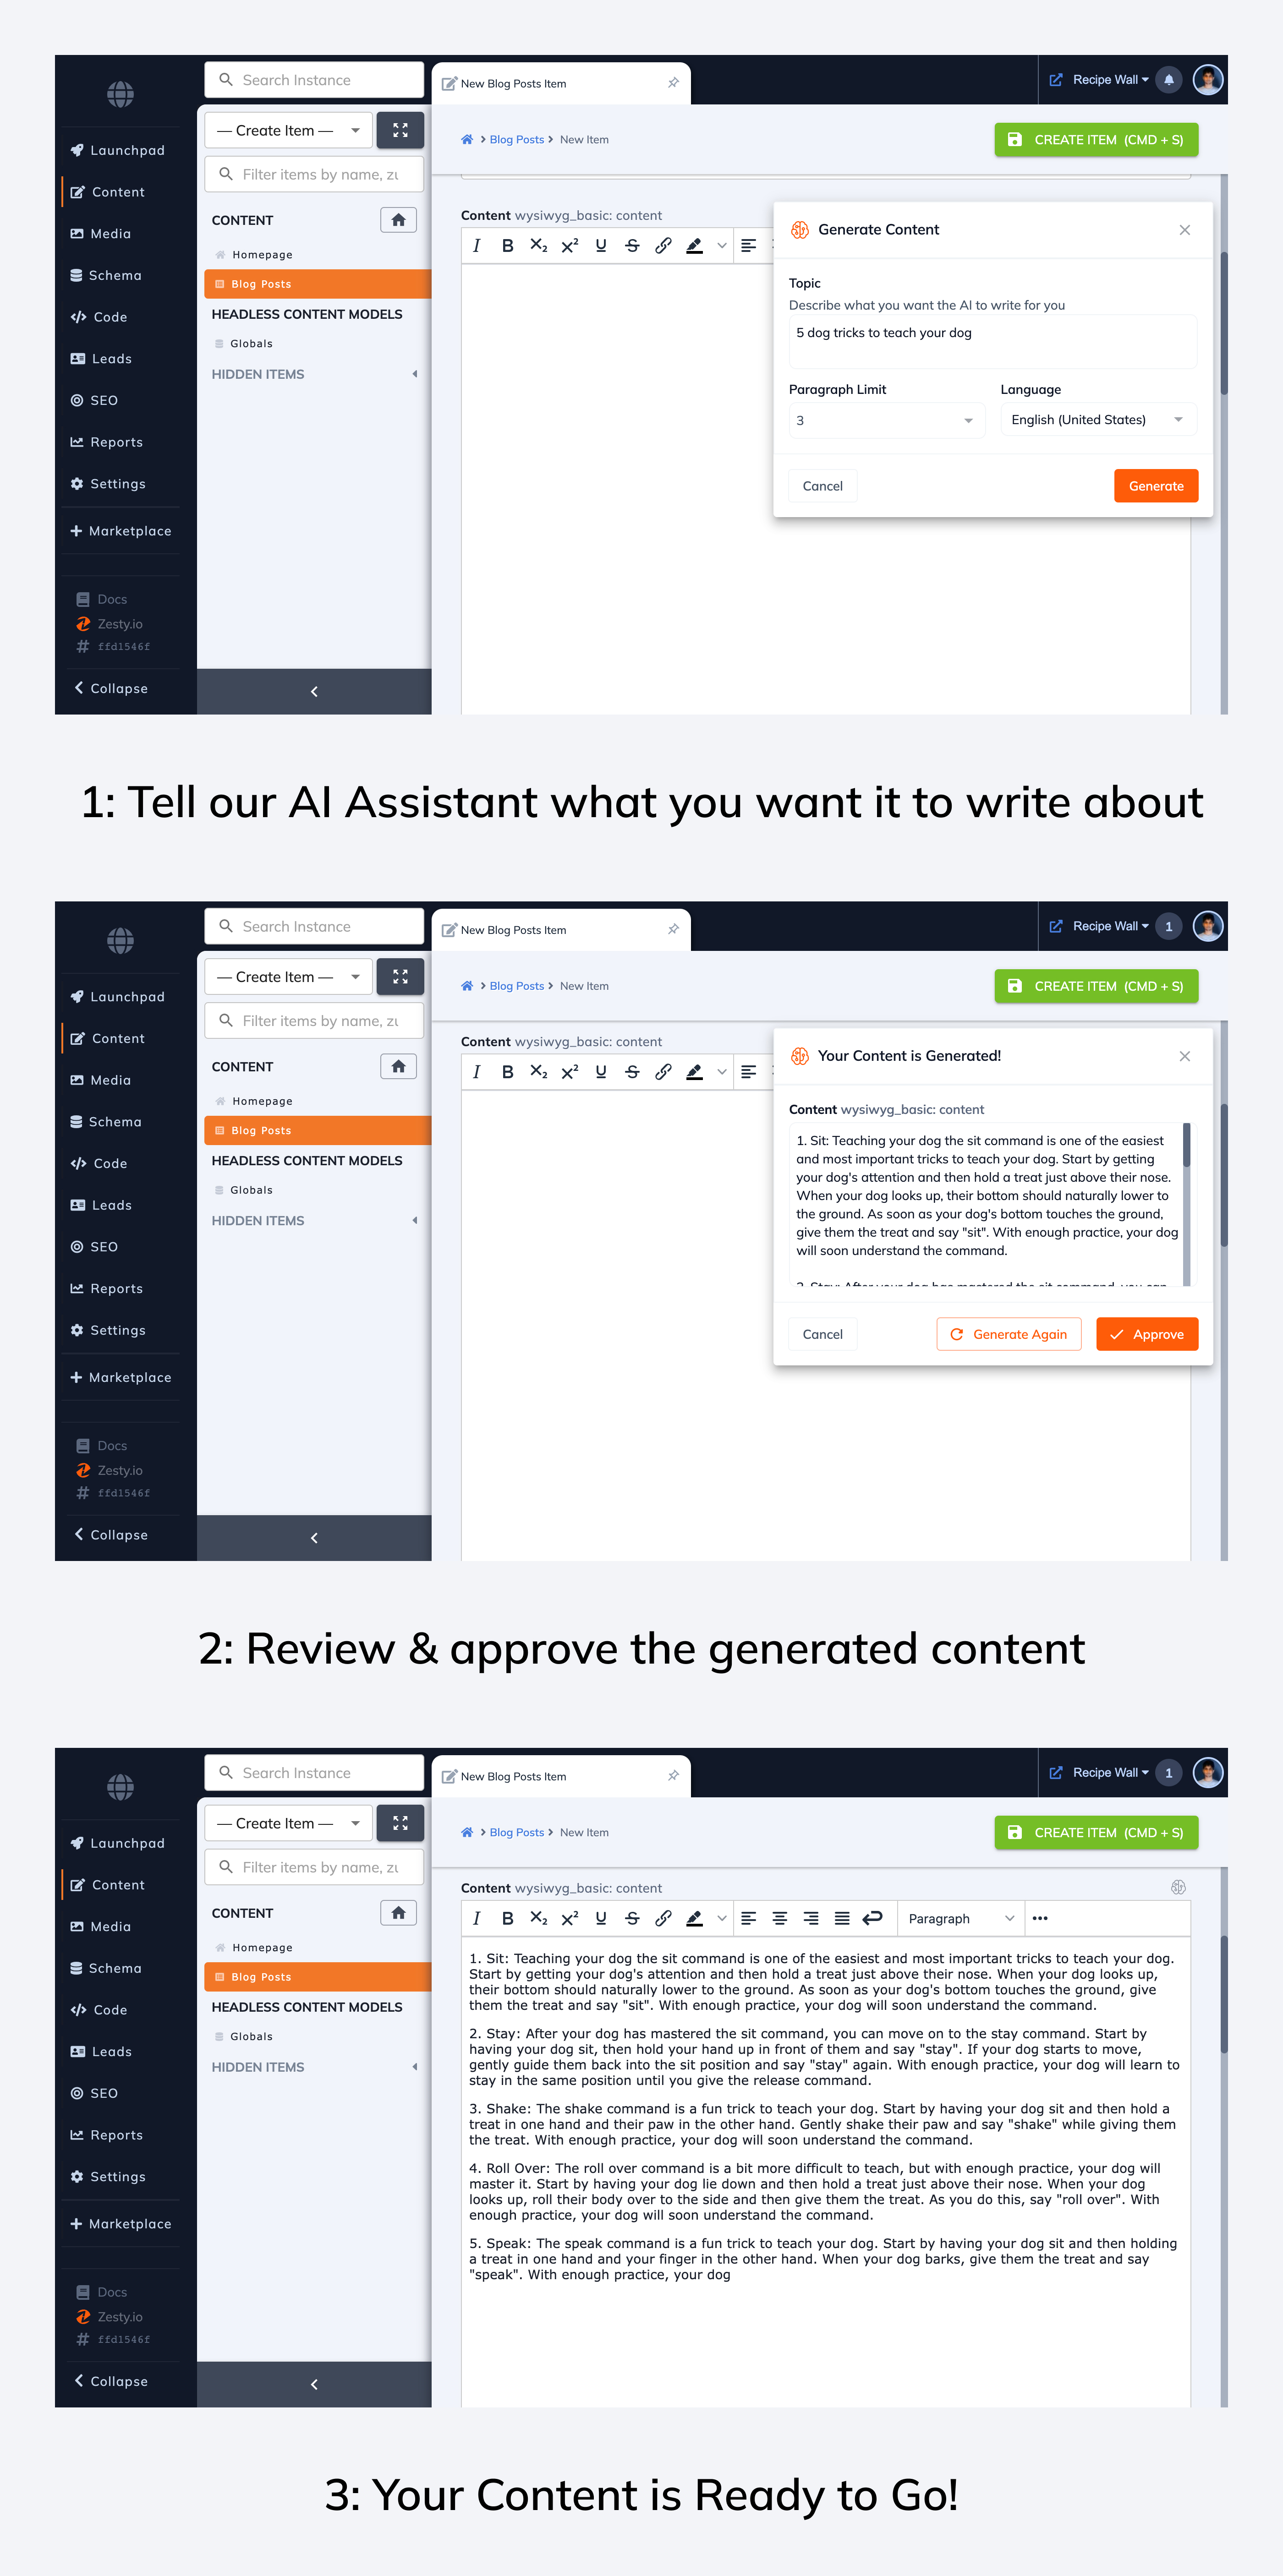 Search Instance
New Blog Posts Item
Recipe Wall
— Create Item —
Blog Posts
New Item
CREATE ITEM (CMD + S)
Filter items by name, zu
Launchpad
Content
Media
Schema
Code
Leads
SEO
Reports
Settings
Marketplace
Docs
Zesty.io
ffd1546f
Collapse
CONTENT
Homepage
Blog Posts
HEADLESS CONTENT MODELS
Globals
HIDDEN ITEMS
Content wysiwyg_basic: content
I B X₂ X² U S
Generate Content
Topic
Describe what you want the AI to write for you
5 dog tricks to teach your dog
Paragraph Limit
Language
3
English (United States)
Cancel
Generate
1: Tell our AI Assistant what you want it to write about
Search Instance
New Blog Posts Item
Recipe Wall
1
— Create Item —
Blog Posts
New Item
CREATE ITEM (CMD + S)
Filter items by name, zu
Launchpad
Content
Media
Schema
Code
Leads
SEO
Reports
Settings
Marketplace
Docs
Zesty.io
ffd1546f
Collapse
CONTENT
Homepage
Blog Posts
HEADLESS CONTENT MODELS
Globals
HIDDEN ITEMS
Content wysiwyg_basic: content
I B X₂ X² U S
Your Content is Generated!
Content wysiwyg_basic: content
1. Sit: Teaching your dog the sit command is one of the easiest
and most important tricks to teach your dog. Start by getting
your dog's attention and then hold a treat just above their nose.
When your dog looks up, their bottom should naturally lower to
the ground. As soon as your dog's bottom touches the ground,
give them the treat and say "sit". With enough practice, your dog
will soon understand the command.
2. Stay: After your dog has mastered the sit command, you can
Cancel
Generate Again
Approve
2: Review & approve the generated content
Search Instance
New Blog Posts Item
Recipe Wall
1
— Create Item —
Blog Posts
New Item
CREATE ITEM (CMD + S)
Filter items by name, zu
Launchpad
Content
Media
Schema
Code
Leads
SEO
Reports
Settings
Marketplace
Docs
Zesty.io
ffd1546f
Collapse
CONTENT
Homepage
Blog Posts
HEADLESS CONTENT MODELS
Globals
HIDDEN ITEMS
Content wysiwyg_basic: content
I B X₂ X² U S
Paragraph
1. Sit: Teaching your dog the sit command is one of the easiest and most important tricks to teach your dog.
Start by getting your dog's attention and then hold a treat just above their nose. When your dog looks up,
their bottom should naturally lower to the ground. As soon as your dog's bottom touches the ground, give
them the treat and say "sit". With enough practice, your dog will soon understand the command.
2. Stay: After your dog has mastered the sit command, you can move on to the stay command. Start by
having your dog sit, then hold your hand up in front of them and say "stay". If your dog starts to move,
gently guide them back into the sit position and say "stay" again. With enough practice, your dog will learn to
stay in the same position until you give the release command.
3. Shake: The shake command is a fun trick to teach your dog. Start by having your dog sit and then hold a
treat in one hand and their paw in the other hand. Gently shake their paw and say "shake" while giving them
the treat. With enough practice, your dog will soon understand the command.
4. Roll Over: The roll over command is a bit more difficult to teach, but with enough practice, your dog will
master it. Start by having your dog lie down and then hold a treat just above their nose. When your dog
looks up, roll their body over to the side and then give them the treat. As you do this, say "roll over". With
enough practice, your dog will soon understand the command.
5. Speak: The speak command is a fun trick to teach your dog. Start by having your dog sit and then holding
a treat in one hand and your finger in the other hand. When your dog barks, give them the treat and say
"speak". With enough practice, your dog
3: Your Content is Ready to Go!